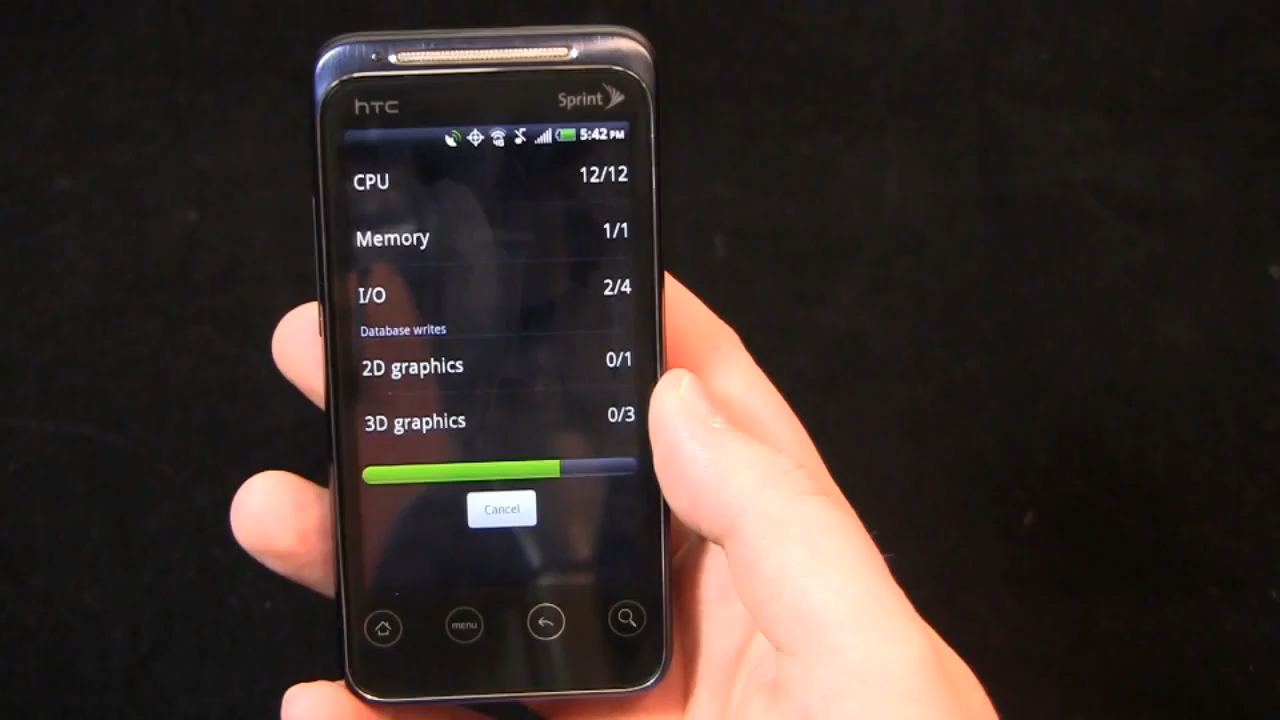 hTC Sprint
4G 5:42 PM
CPU 12/12
Memory 1/1
I/O 2/4
Database writes
2D graphics 0/1
3D graphics 0/3
Cancel
menu